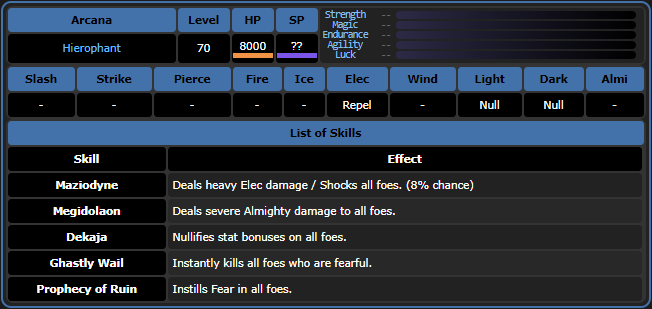 Arcana Level HP SP
Strength --
Magic --
Endurance --
Agility --
Luck --
Hierophant 70 8000 ??
Slash Strike Pierce Fire Ice Elec Wind Light Dark Almi
- - - - - Repel - Null Null -
List of Skills
Skill Effect
Maziodyne Deals heavy Elec damage / Shocks all foes. (8% chance)
Megidolaon Deals severe Almighty damage to all foes.
Dekaja Nullifies stat bonuses on all foes.
Ghastly Wail Instantly kills all foes who are fearful.
Prophecy of Ruin Instills Fear in all foes.